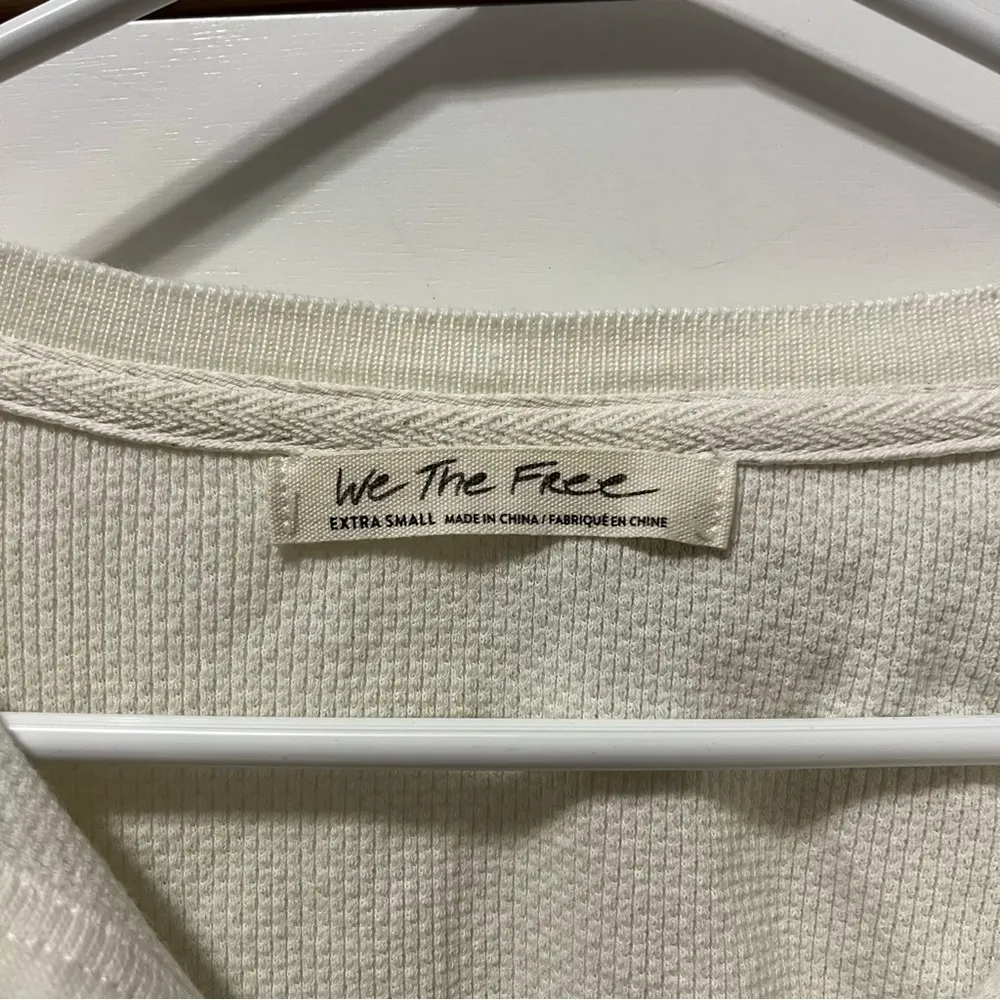 We The Free
EXTRA SMALL MADE IN CHINA / FABRIQUÉ EN CHINE